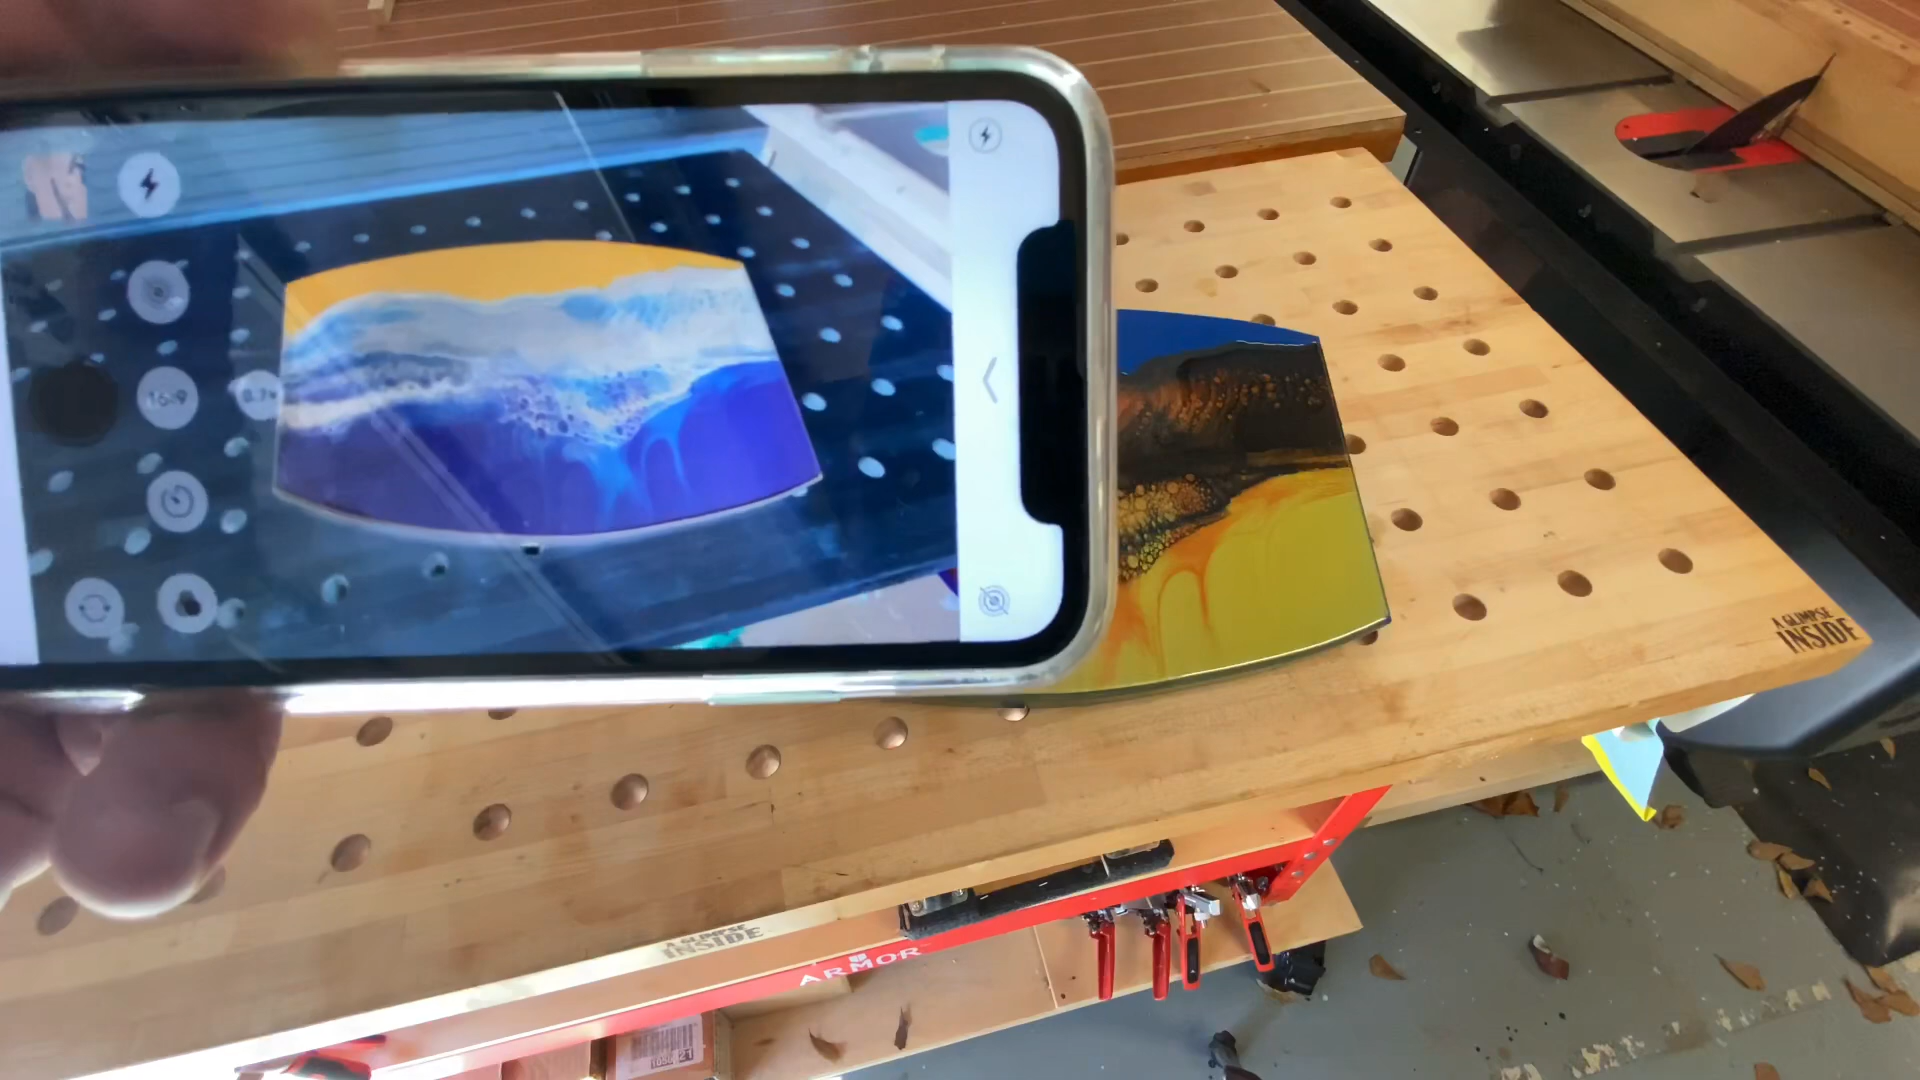 16:9
A GLIMPSE
INSIDE
A GLIMPSE
INSIDE
ARMOR